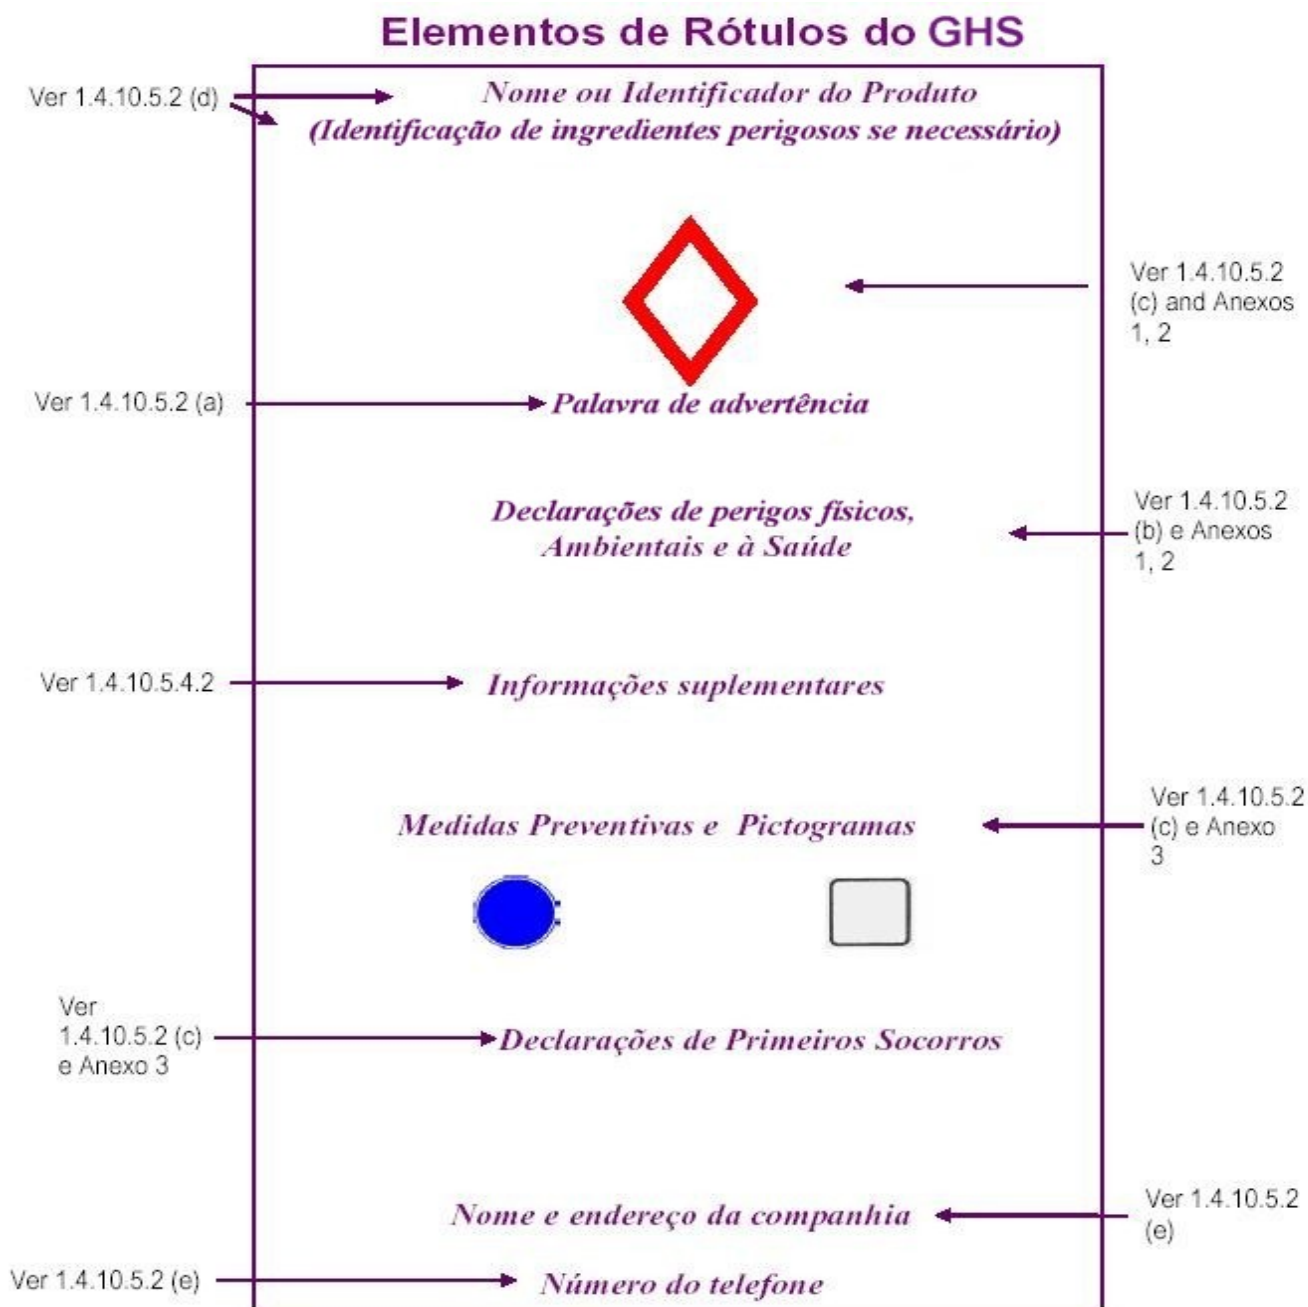 Elementos de Rótulos do GHS
Ver 1.4.10.5.2 (d)
Nome ou Identificador do Produto
(Identificação de ingredientes perigosos se necessário)
Ver 1.4.10.5.2
(c) and Anexos
1, 2
Ver 1.4.10.5.2 (a)
Palavra de advertência
Declarações de perigos físicos,
Ambientais e à Saúde
Ver 1.4.10.5.2
(b) e Anexos
1, 2
Ver 1.4.10.5.4.2
Informações suplementares
Medidas Preventivas e Pictogramas
Ver 1.4.10.5.2
(c) e Anexo
3
Ver
1.4.10.5.2 (c)
e Anexo 3
Declarações de Primeiros Socorros
Nome e endereço da companhia
Ver 1.4.10.5.2
(e)
Ver 1.4.10.5.2 (e)
Número do telefone